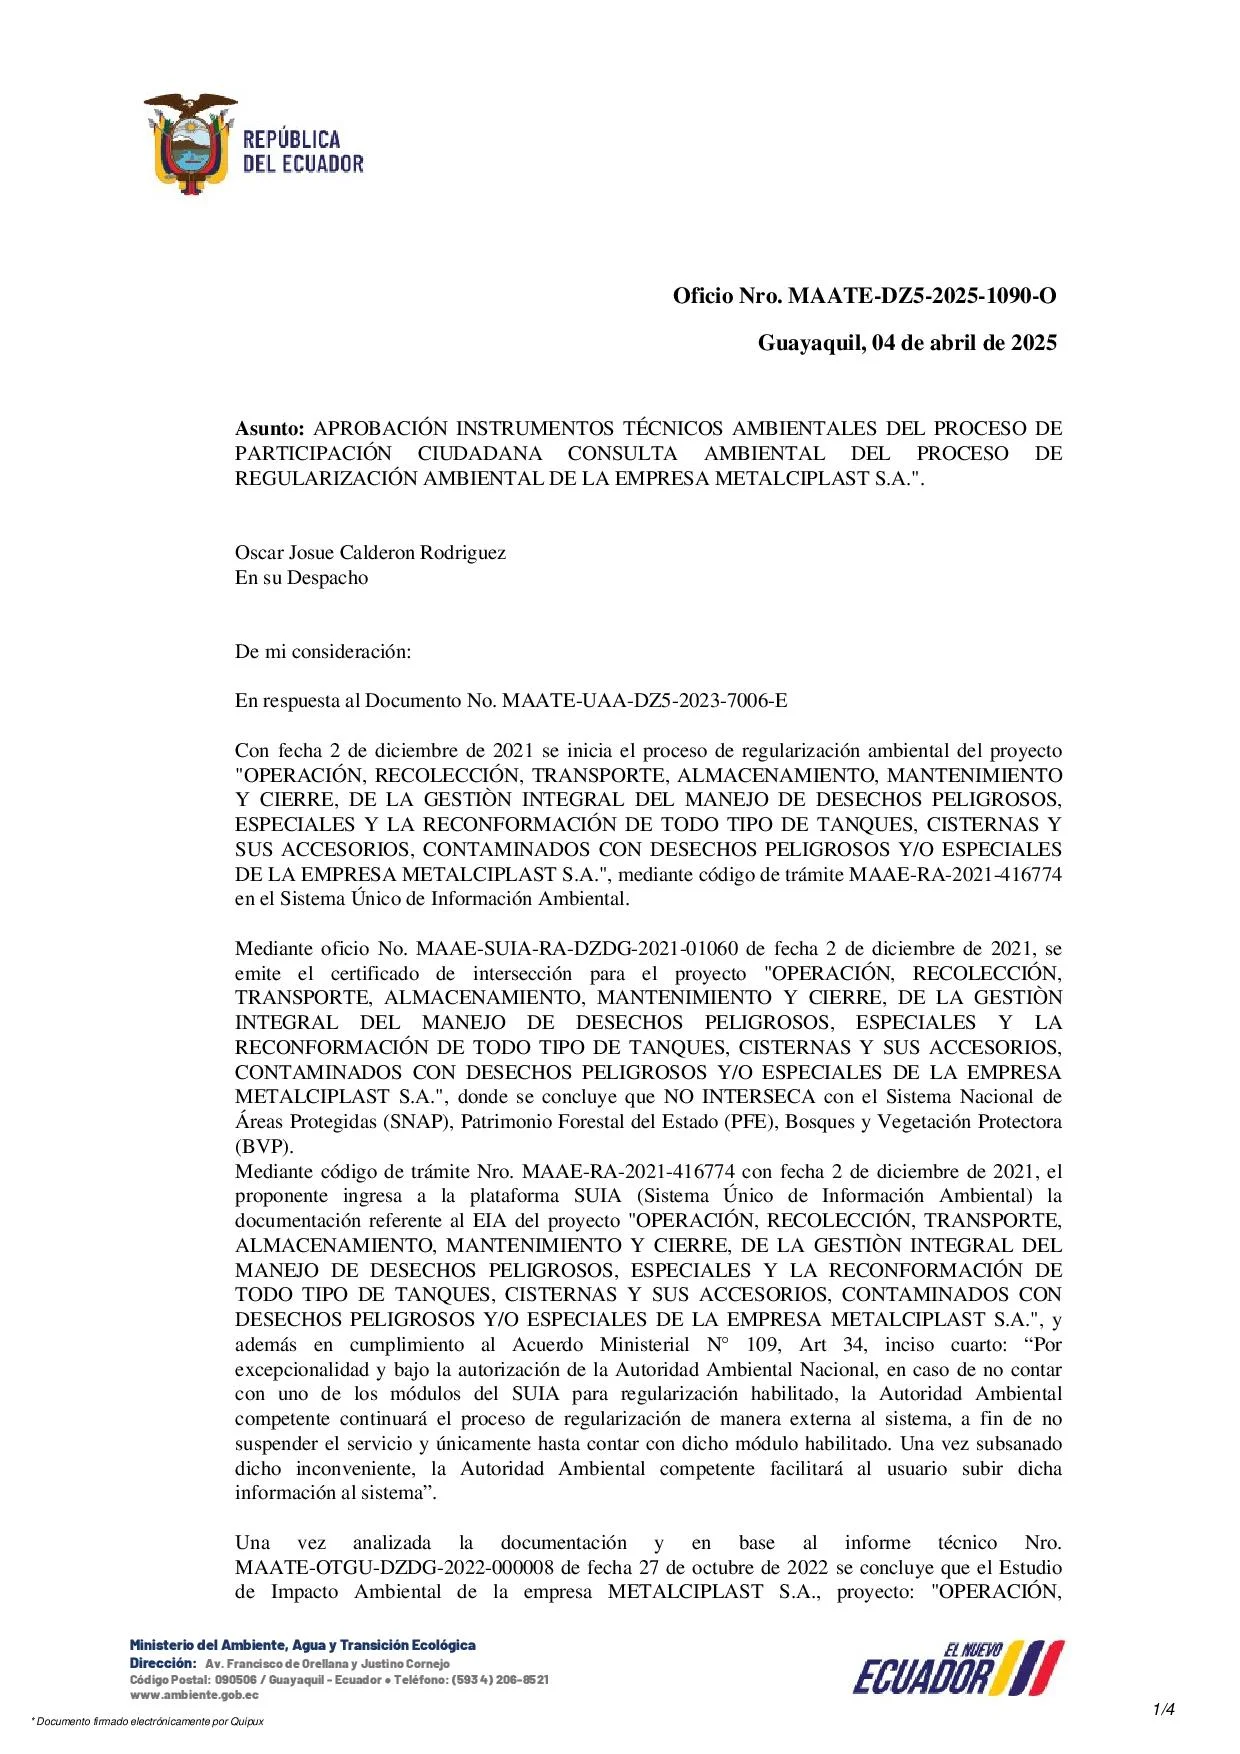 REPÚBLICA
DEL ECUADOR
Oficio Nro. MAATE-DZ5-2025-1090-O
Guayaquil, 04 de abril de 2025
Asunto: APROBACIÓN INSTRUMENTOS TÉCNICOS AMBIENTALES DEL PROCESO DE
PARTICIPACIÓN CIUDADANA CONSULTA AMBIENTAL DEL PROCESO DE
REGULARIZACIÓN AMBIENTAL DE LA EMPRESA METALCIPLAST S.A.".
Oscar Josue Calderon Rodriguez
En su Despacho
De mi consideración:
En respuesta al Documento No. MAATE-UAA-DZ5-2023-7006-E
Con fecha 2 de diciembre de 2021 se inicia el proceso de regularización ambiental del proyecto
"OPERACIÓN, RECOLECCIÓN, TRANSPORTE, ALMACENAMIENTO, MANTENIMIENTO
Y CIERRE, DE LA GESTIÒN INTEGRAL DEL MANEJO DE DESECHOS PELIGROSOS,
ESPECIALES Y LA RECONFORMACIÓN DE TODO TIPO DE TANQUES, CISTERNAS Y
SUS ACCESORIOS, CONTAMINADOS CON DESECHOS PELIGROSOS Y/O ESPECIALES
DE LA EMPRESA METALCIPLAST S.A.", mediante código de trámite MAAE-RA-2021-416774
en el Sistema Único de Información Ambiental.
Mediante oficio No. MAAE-SUIA-RA-DZDG-2021-01060 de fecha 2 de diciembre de 2021, se
emite el certificado de intersección para el proyecto "OPERACIÓN, RECOLECCIÓN,
TRANSPORTE, ALMACENAMIENTO, MANTENIMIENTO Y CIERRE, DE LA GESTIÒN
INTEGRAL DEL MANEJO DE DESECHOS PELIGROSOS, ESPECIALES Y LA
RECONFORMACIÓN DE TODO TIPO DE TANQUES, CISTERNAS Y SUS ACCESORIOS,
CONTAMINADOS CON DESECHOS PELIGROSOS Y/O ESPECIALES DE LA EMPRESA
METALCIPLAST S.A.", donde se concluye que NO INTERSECA con el Sistema Nacional de
Áreas Protegidas (SNAP), Patrimonio Forestal del Estado (PFE), Bosques y Vegetación Protectora
(BVP).
Mediante código de trámite Nro. MAAE-RA-2021-416774 con fecha 2 de diciembre de 2021, el
proponente ingresa a la plataforma SUIA (Sistema Único de Información Ambiental) la
documentación referente al EIA del proyecto "OPERACIÓN, RECOLECCIÓN, TRANSPORTE,
ALMACENAMIENTO, MANTENIMIENTO Y CIERRE, DE LA GESTIÒN INTEGRAL DEL
MANEJO DE DESECHOS PELIGROSOS, ESPECIALES Y LA RECONFORMACIÓN DE
TODO TIPO DE TANQUES, CISTERNAS Y SUS ACCESORIOS, CONTAMINADOS CON
DESECHOS PELIGROSOS Y/O ESPECIALES DE LA EMPRESA METALCIPLAST S.A.", y
además en cumplimiento al Acuerdo Ministerial N° 109, Art 34, inciso cuarto: “Por
excepcionalidad y bajo la autorización de la Autoridad Ambiental Nacional, en caso de no contar
con uno de los módulos del SUIA para regularización habilitado, la Autoridad Ambiental
competente continuará el proceso de regularización de manera externa al sistema, a fin de no
suspender el servicio y únicamente hasta contar con dicho módulo habilitado. Una vez subsanado
dicho inconveniente, la Autoridad Ambiental competente facilitará al usuario subir dicha
información al sistema”.
Una vez analizada la documentación y en base al informe técnico Nro.
MAATE-OTGU-DZDG-2022-000008 de fecha 27 de octubre de 2022 se concluye que el Estudio
de Impacto Ambiental de la empresa METALCIPLAST S.A., proyecto: "OPERACIÓN,
Ministerio del Ambiente, Agua y Transición Ecológica
Dirección: Av. Francisco de Orellana y Justino Cornejo
Código Postal: 090506 / Guayaquil - Ecuador ● Teléfono: (593 4) 206-8521
www.ambiente.gob.ec
EL NUEVO
ECUADOR
1/4
* Documento firmado electrónicamente por Quipux